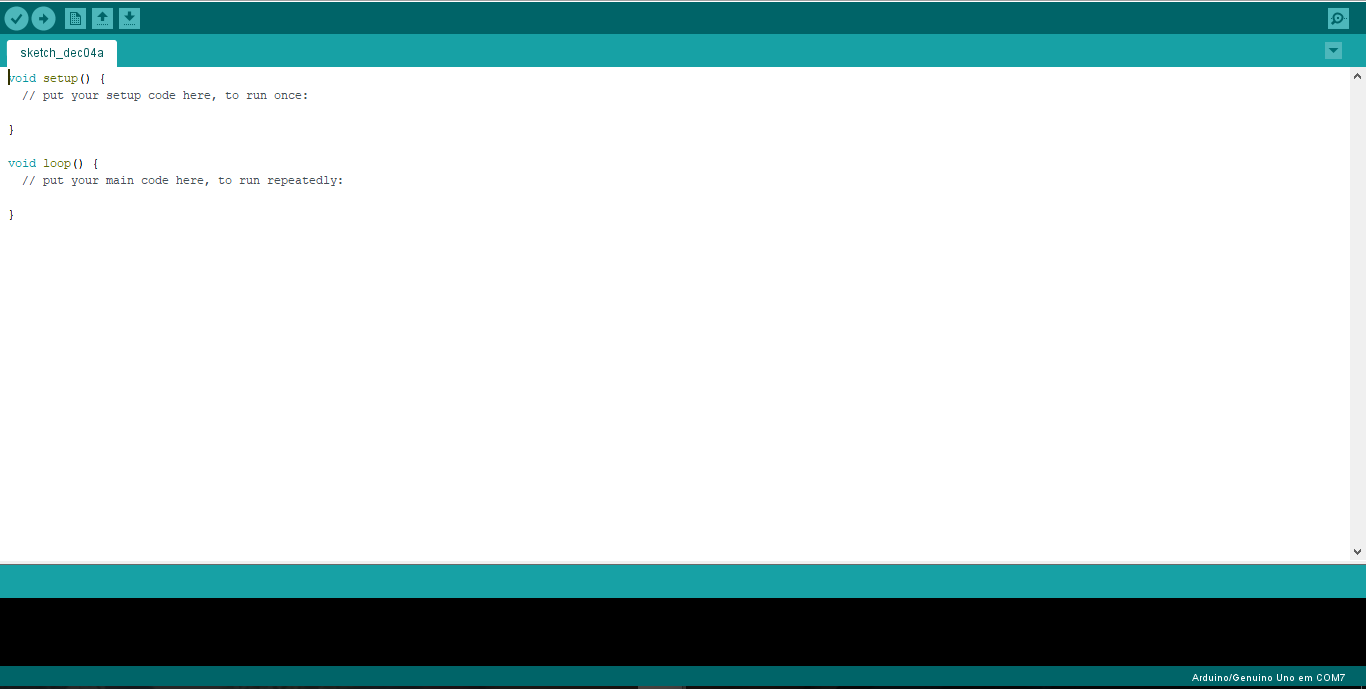 sketch_dec04a
void setup() {
  // put your setup code here, to run once:
}
void loop() {
  // put your main code here, to run repeatedly:
}
Arduino/Genuino Uno em COM7